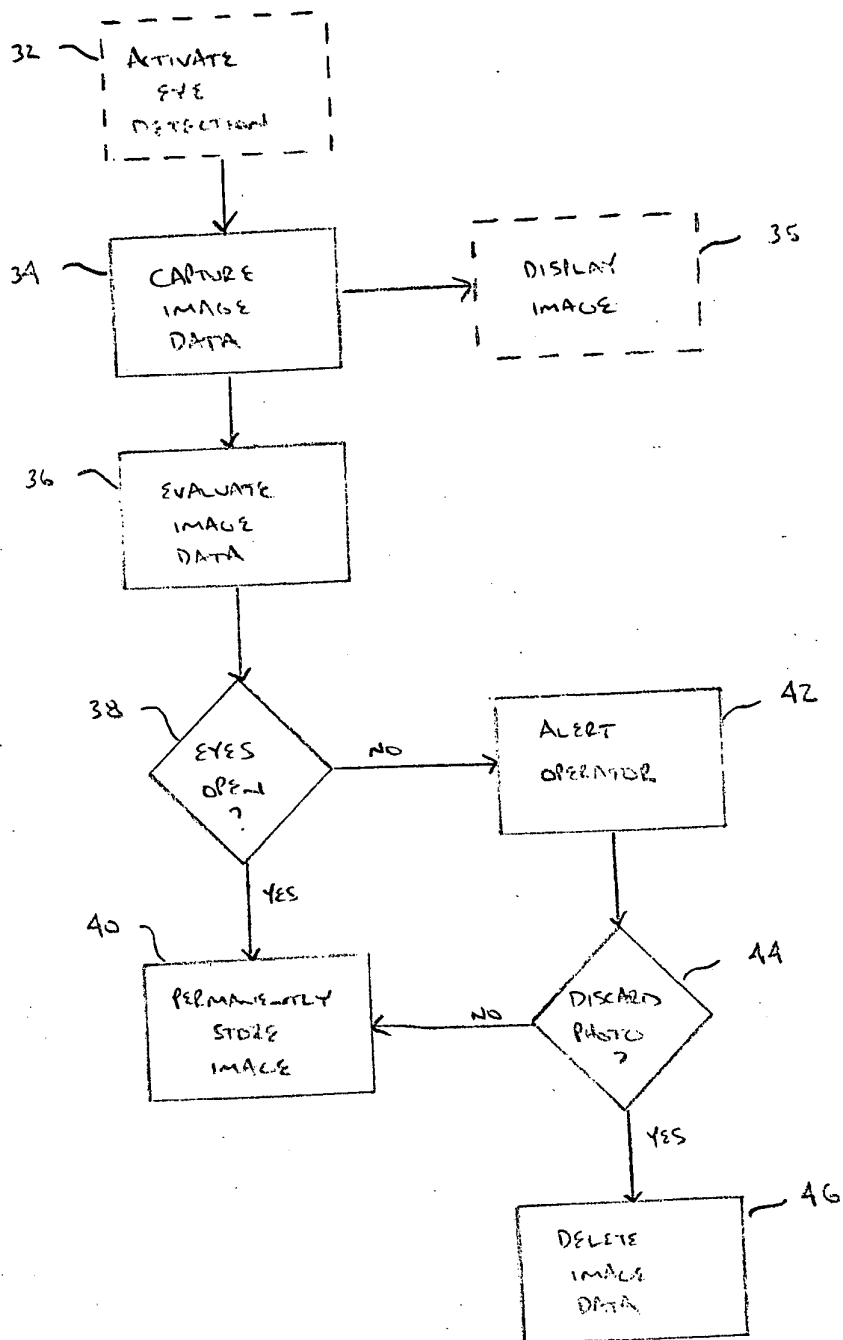 32
ACTIVATE
EYE
DETECTION
34
CAPTURE
IMAGE
DATA
35
DISPLAY
IMAGE
36
EVALUATE
IMAGE
DATA
38
EYES
OPEN
?
NO
42
ALERT
OPERATOR
YES
40
PERMANENTLY
STORE
IMAGE
NO
44
DISCARD
PHOTO
?
YES
46
DELETE
IMAGE
DATA